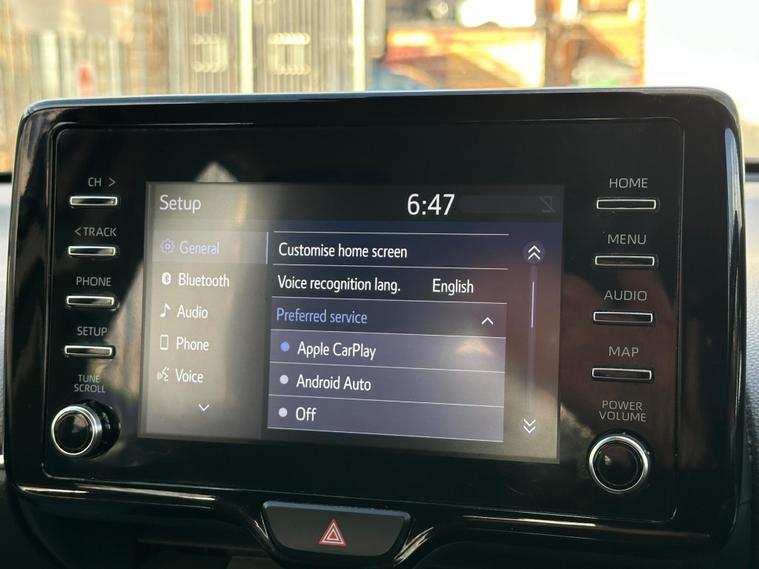 CH >
< TRACK
PHONE
SETUP
TUNE
SCROLL
Setup
6:47
General
Bluetooth
Audio
Phone
Voice
Customise home screen
Voice recognition lang. English
Preferred service
Apple CarPlay
Android Auto
Off
HOME
MENU
AUDIO
MAP
POWER
VOLUME